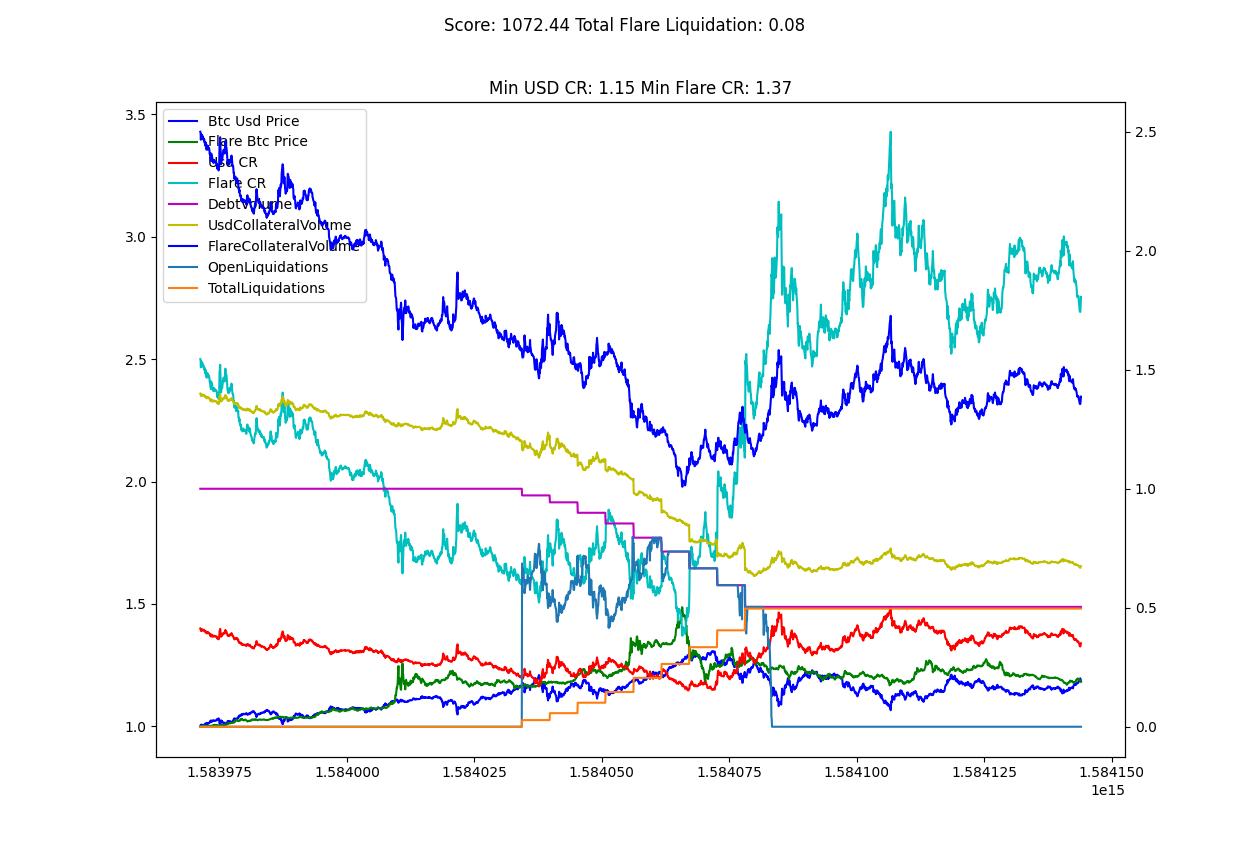 Score: 1072.44 Total Flare Liquidation: 0.08
Min USD CR: 1.15 Min Flare CR: 1.37
Btc Usd Price
Flare Btc Price
Usd CR
Flare CR
DebtVolume
UsdCollateralVolume
FlareCollateralVolume
OpenLiquidations
TotalLiquidations
3.5
3.0
2.5
2.0
1.5
1.0
2.5
2.0
1.5
1.0
0.5
0.0
1.583975 1.584000 1.584025 1.584050 1.584075 1.584100 1.584125 1.584150
1e15